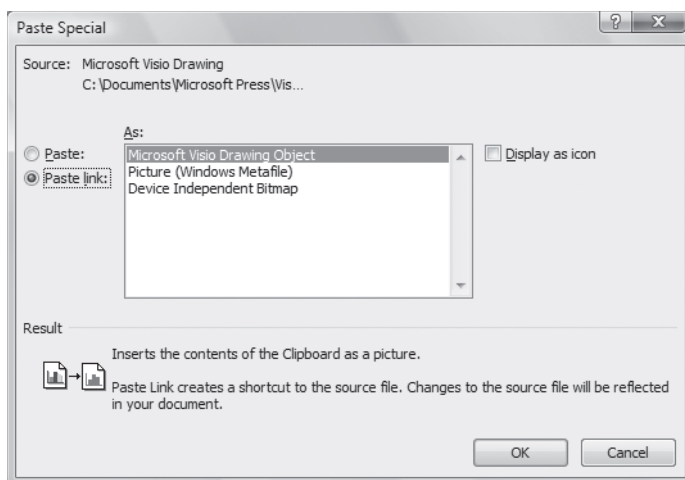 Paste Special
Source: Microsoft Visio Drawing
C:\Documents\Microsoft Press\Vis...
As:
Paste:
Paste link:
Microsoft Visio Drawing Object
Picture (Windows Metafile)
Device Independent Bitmap
Display as icon
Result
Inserts the contents of the Clipboard as a picture.
Paste Link creates a shortcut to the source file. Changes to the source file will be reflected
in your document.
OK
Cancel